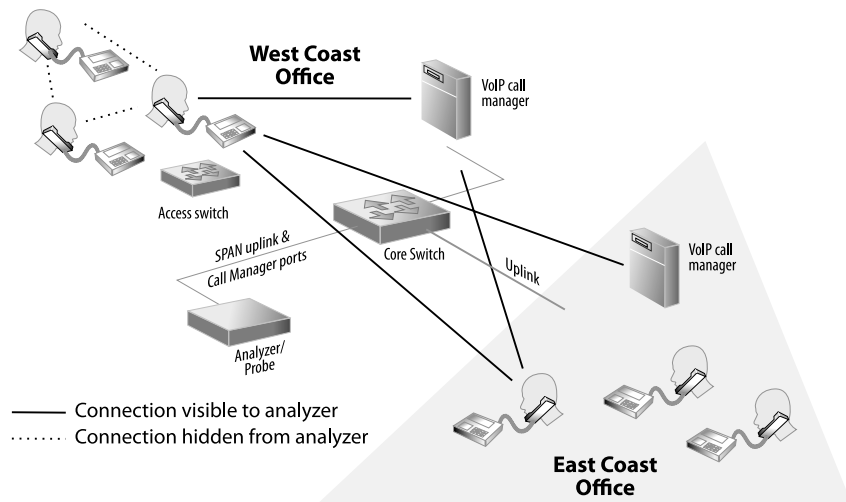 West Coast
Office
VoIP call
manager
Access switch
SPAN uplink &
Call Manager ports
Core Switch
Uplink
VoIP call
manager
Analyzer/
Probe
Connection visible to analyzer
Connection hidden from analyzer
East Coast
Office